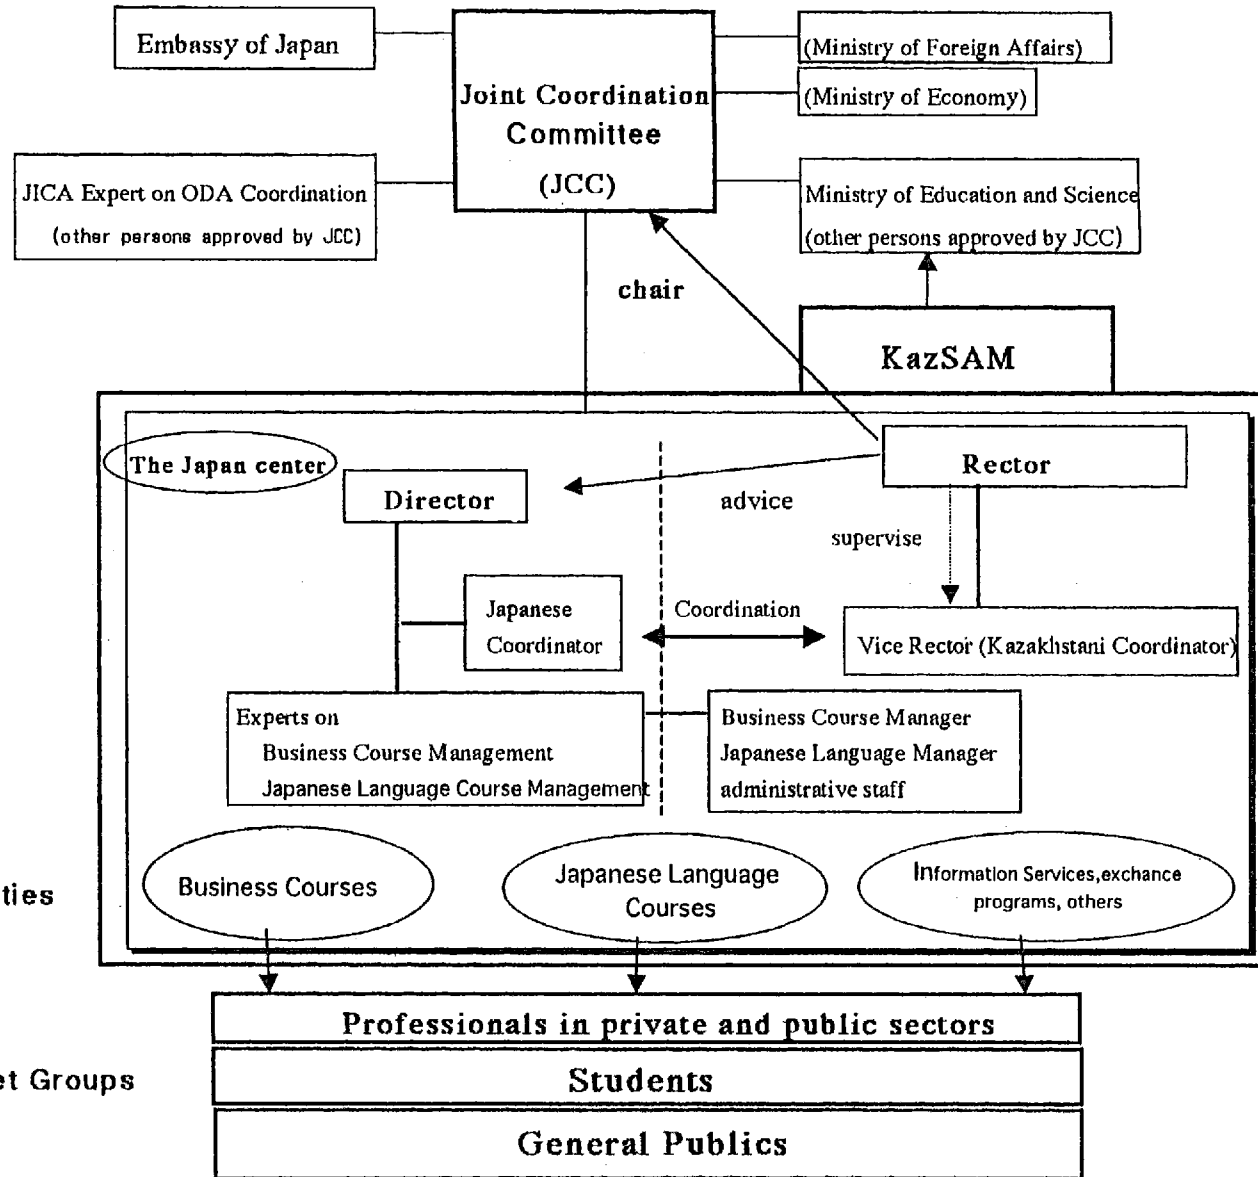 Embassy of Japan
(Ministry of Foreign Affairs)
Joint Coordination
Committee
(JCC)
(Ministry of Economy)
JICA Expert on ODA Coordination
(other persons approved by JCC)
Ministry of Education and Science
(other persons approved by JCC)
chair
KazSAM
The Japan center
Director
Rector
advice
supervise
Japanese
Coordinator
Coordination
Vice Rector (Kazakhstani Coordinator)
Experts on
Business Course Management
Japanese Language Course Management
Business Course Manager
Japanese Language Manager
administrative staff
ties
Business Courses
Japanese Language
Courses
Information Services,exchance
programs, others
Professionals in private and public sectors
et Groups
Students
General Publics